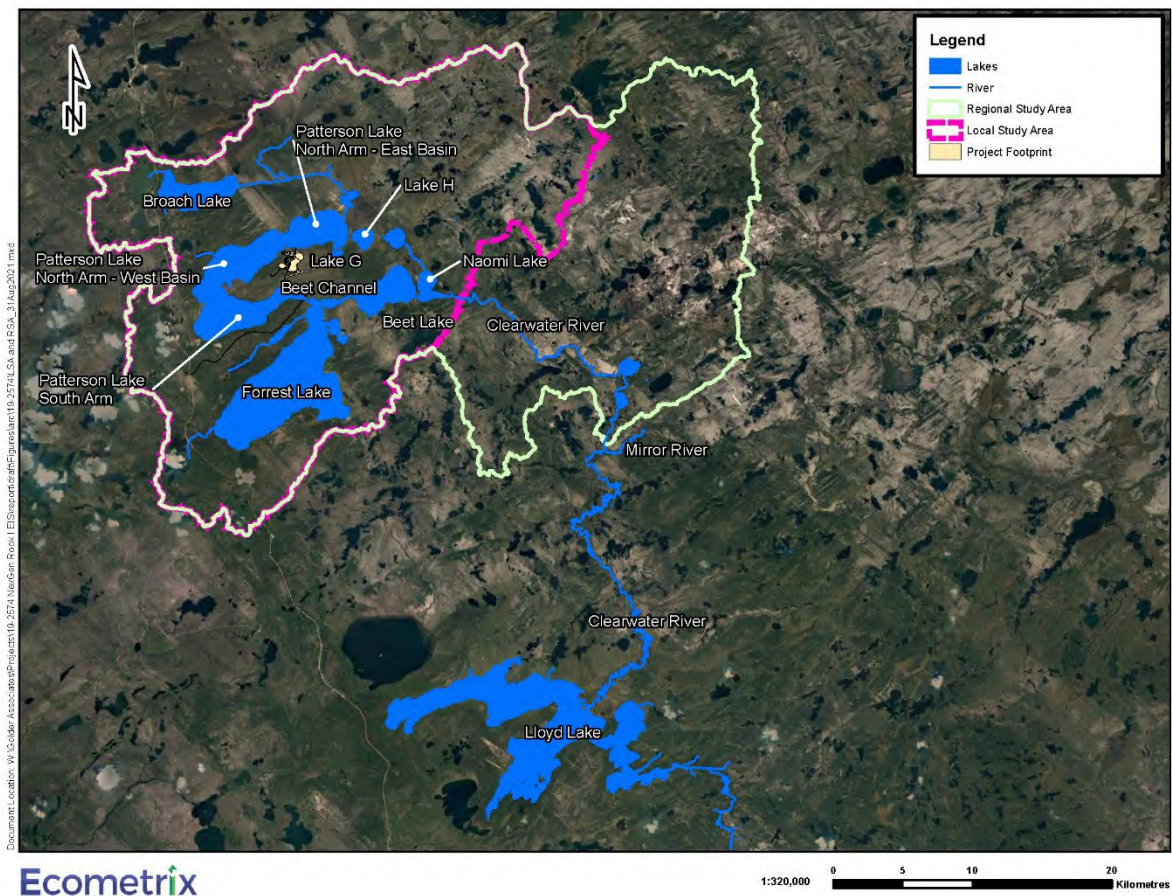 Legend
Lakes
River
Regional Study Area
Local Study Area
Project Footprint
N
Patterson Lake
North Arm - East Basin
Lake H
Broach Lake
Patterson Lake
North Arm - West Basin
Lake G
Naomi Lake
Beet Channel
Beet Lake
Clearwater River
Patterson Lake
South Arm
Forrest Lake
Mirror River
Clearwater River
Lloyd Lake
Ecometrix
1:320,000
0 5 10 20
Kilometres